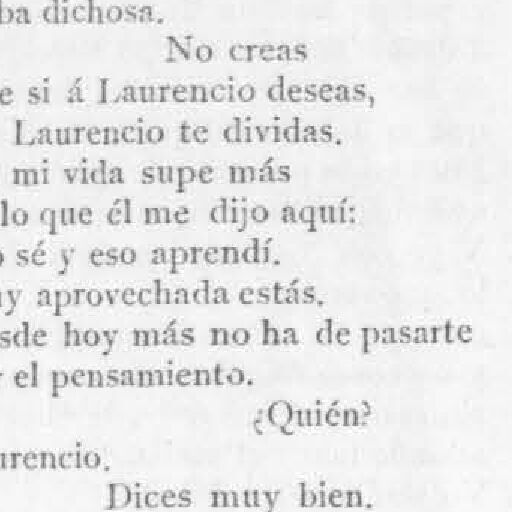 ba dichosa.
No creas
e si á Laurencio deseas,
Laurencio te dividas.
mi vida supe más
lo que él me dijo aquí:
o sé y eso aprendí.
y aprovechada estás.
sde hoy más no ha de pasarte
el pensamiento.
¿Quién?
urencio.
Dices muy bien.